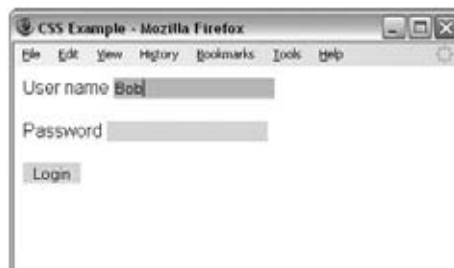 CSS Example - Mozilla Firefox
File Edit View History Bookmarks Tools Help
User name Bob
Password
Login